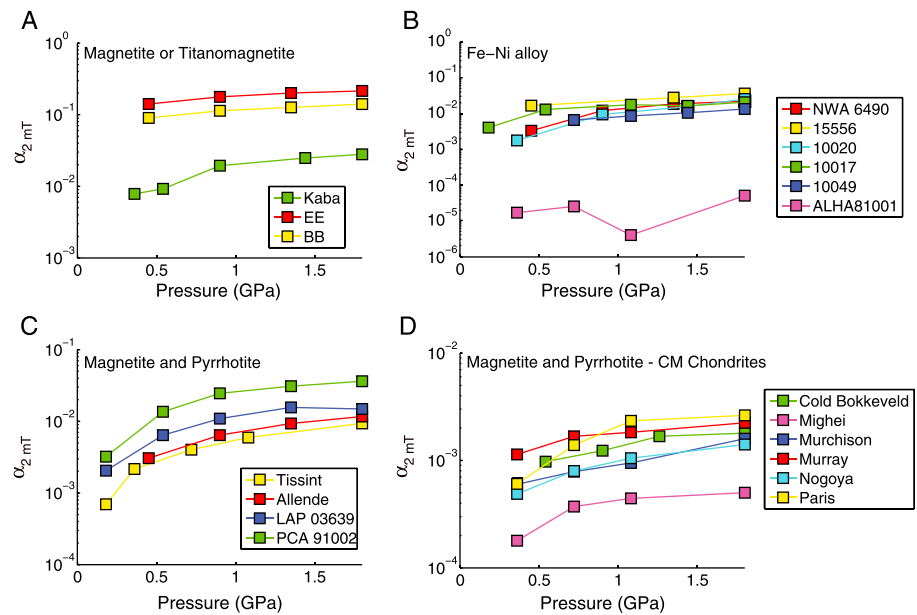 A
Magnetite or Titanomagnetite
10⁰
10⁻¹
10⁻²
10⁻³
α₂ mT
0
0.5
1
1.5
Pressure (GPa)
Kaba
EE
BB
B
Fe–Ni alloy
10⁰
10⁻¹
10⁻²
10⁻³
10⁻⁴
10⁻⁵
10⁻⁶
α₂ mT
0
0.5
1
1.5
Pressure (GPa)
NWA 6490
15556
10020
10017
10049
ALHA81001
C
Magnetite and Pyrrhotite
10⁻¹
10⁻²
10⁻³
10⁻⁴
α₂ mT
0
0.5
1
1.5
Pressure (GPa)
Tissint
Allende
LAP 03639
PCA 91002
D
Magnetite and Pyrrhotite - CM Chondrites
10⁻²
10⁻³
10⁻⁴
α₂ mT
0
0.5
1
1.5
Pressure (GPa)
Cold Bokkeveld
Mighei
Murchison
Murray
Nogoya
Paris